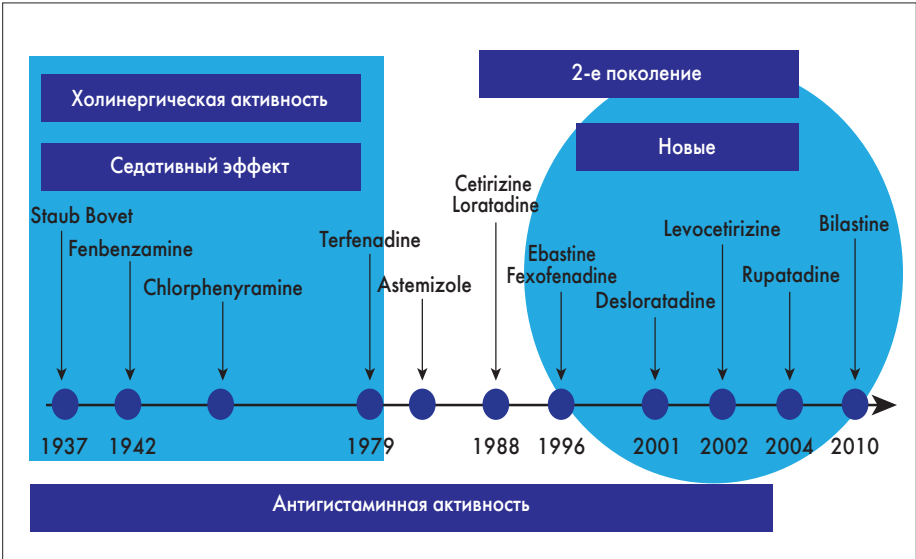 Холинергическая активность
2-е поколение
Седативный эффект
Новые
Staub Bovet
Fenbenzamine
Chlorphenyramine
Terfenadine
Astemizole
Cetirizine
Loratadine
Ebastine
Fexofenadine
Desloratadine
Levocetirizine
Rupatadine
Bilastine
1937 1942 1979 1988 1996 2001 2002 2004 2010
Антигистаминная активность